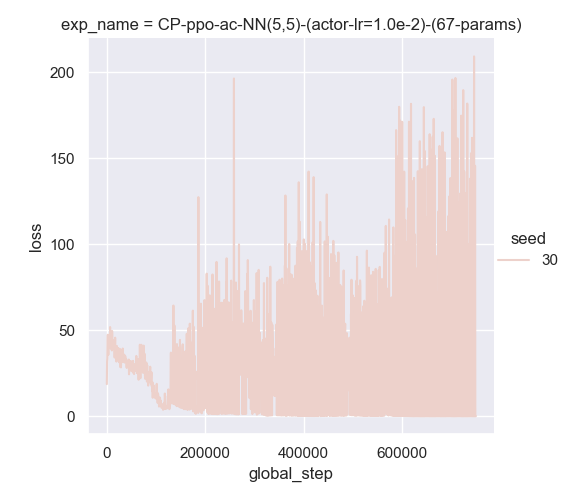 exp_name = CP-ppo-ac-NN(5,5)-(actor-lr=1.0e-2)-(67-params)
200
150
100
50
0
loss
0
200000
400000
600000
global_step
seed
30